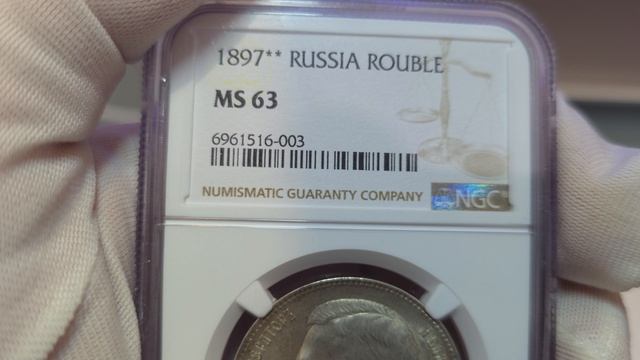 1897** RUSSIA ROUBLE
MS 63
6961516-003
NUMISMATIC GUARANTY COMPANY
NGC